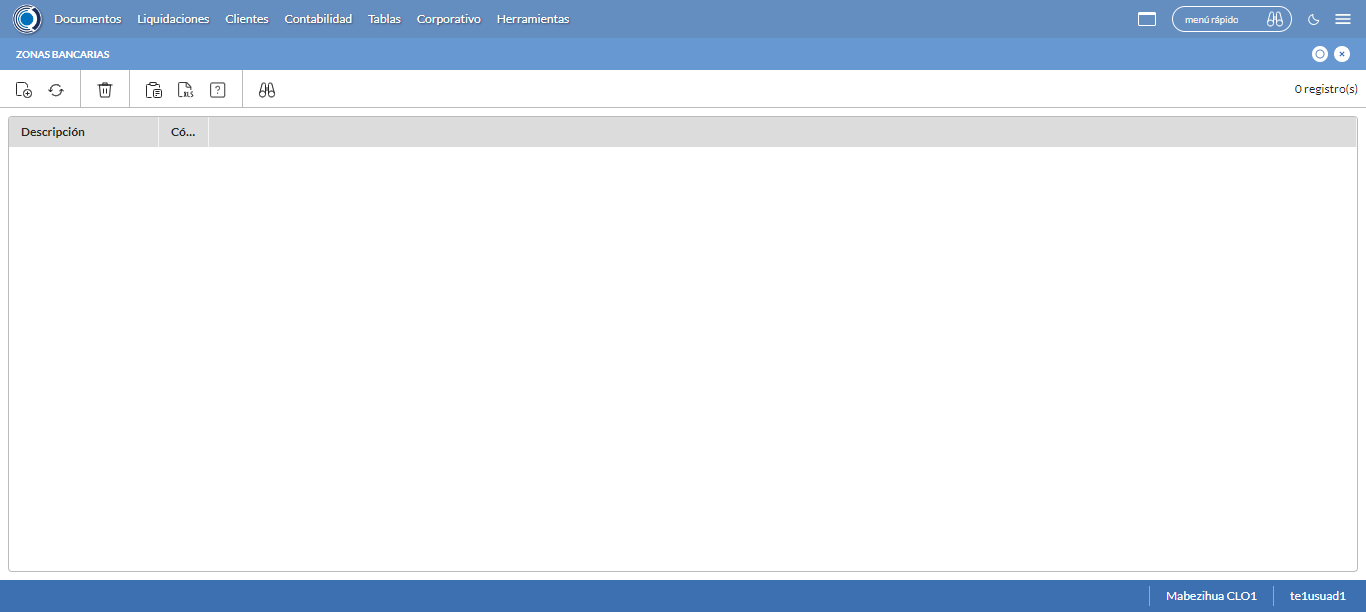 Documentos Liquidaciones Clientes Contabilidad Tablas Corporativo Herramientas menú rápido
ZONAS BANCARIAS
XLS ? 0 registro(s)
Descripción Có...
Mabezihua CLO1 te1usuad1